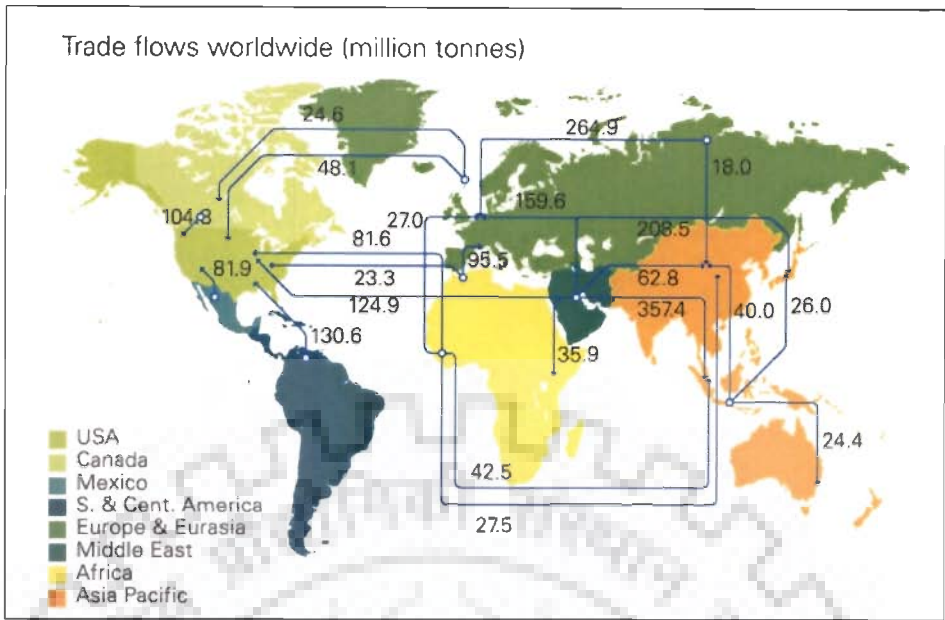 Trade flows worldwide (million tonnes)
24.6
264.9
48.1
18.0
159.6
104.3
27.0
208.5
81.6
95.5
81.9
62.8
23.3
124.9
357.4
40.0
26.0
130.6
35.9
24.4
42.5
27.5
USA
Canada
Mexico
S. & Cent. America
Europe & Eurasia
Middle East
Africa
Asia Pacific